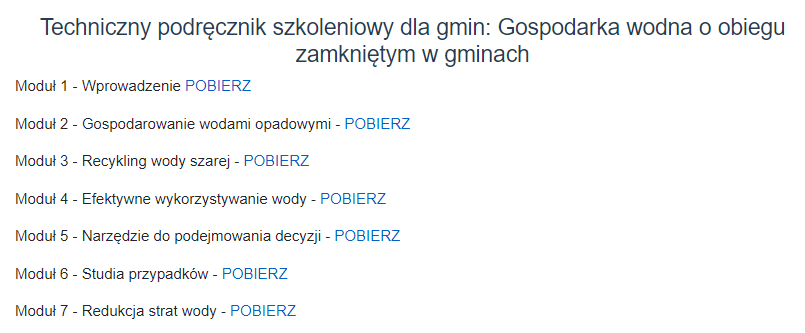 Techniczny podręcznik szkoleniowy dla gmin: Gospodarka wodna o obiegu
zamkniętym w gminach
Moduł 1 - Wprowadzenie POBIERZ
Moduł 2 - Gospodarowanie wodami opadowymi - POBIERZ
Moduł 3 - Recykling wody szarej - POBIERZ
Moduł 4 - Efektywne wykorzystywanie wody - POBIERZ
Moduł 5 - Narzędzie do podejmowania decyzji - POBIERZ
Moduł 6 - Studia przypadków - POBIERZ
Moduł 7 - Redukcja strat wody - POBIERZ